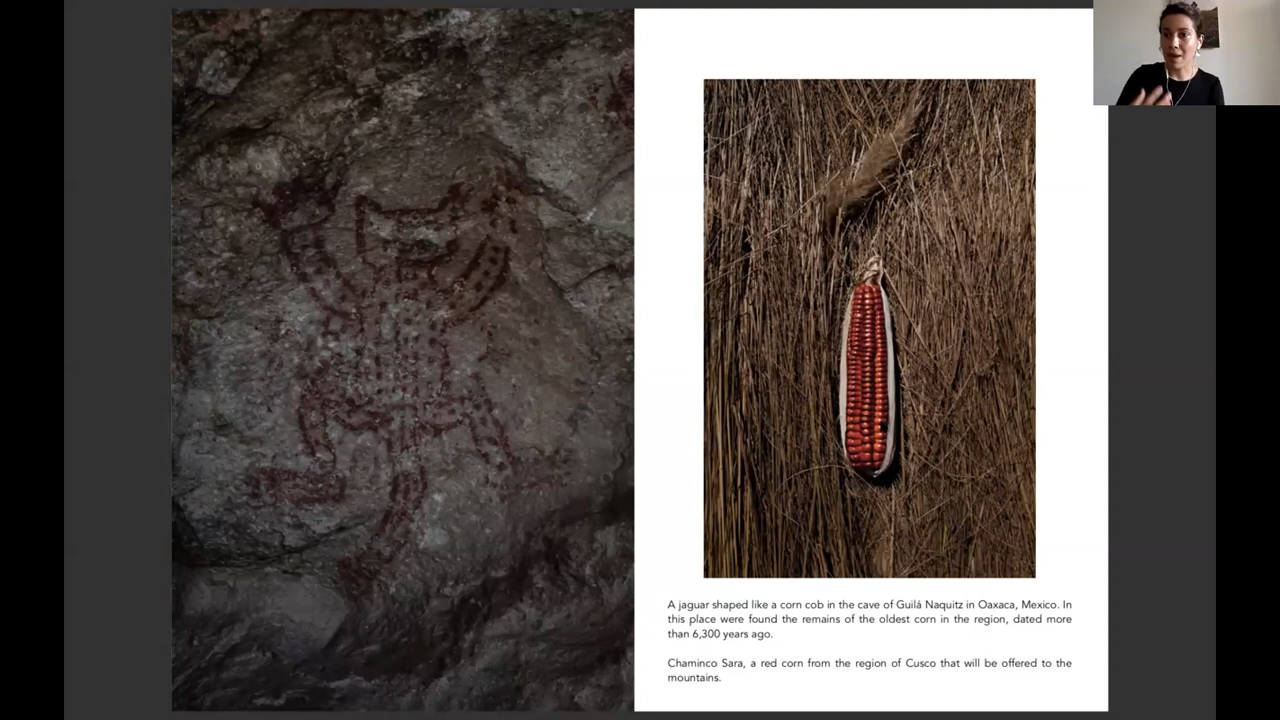 A jaguar shaped like a corn cob in the cave of Guilá Naquitz in Oaxaca, Mexico. In
this place were found the remains of the oldest corn in the region, dated more
than 6,300 years ago.
Chaminco Sara, a red corn from the region of Cusco that will be offered to the
mountains.